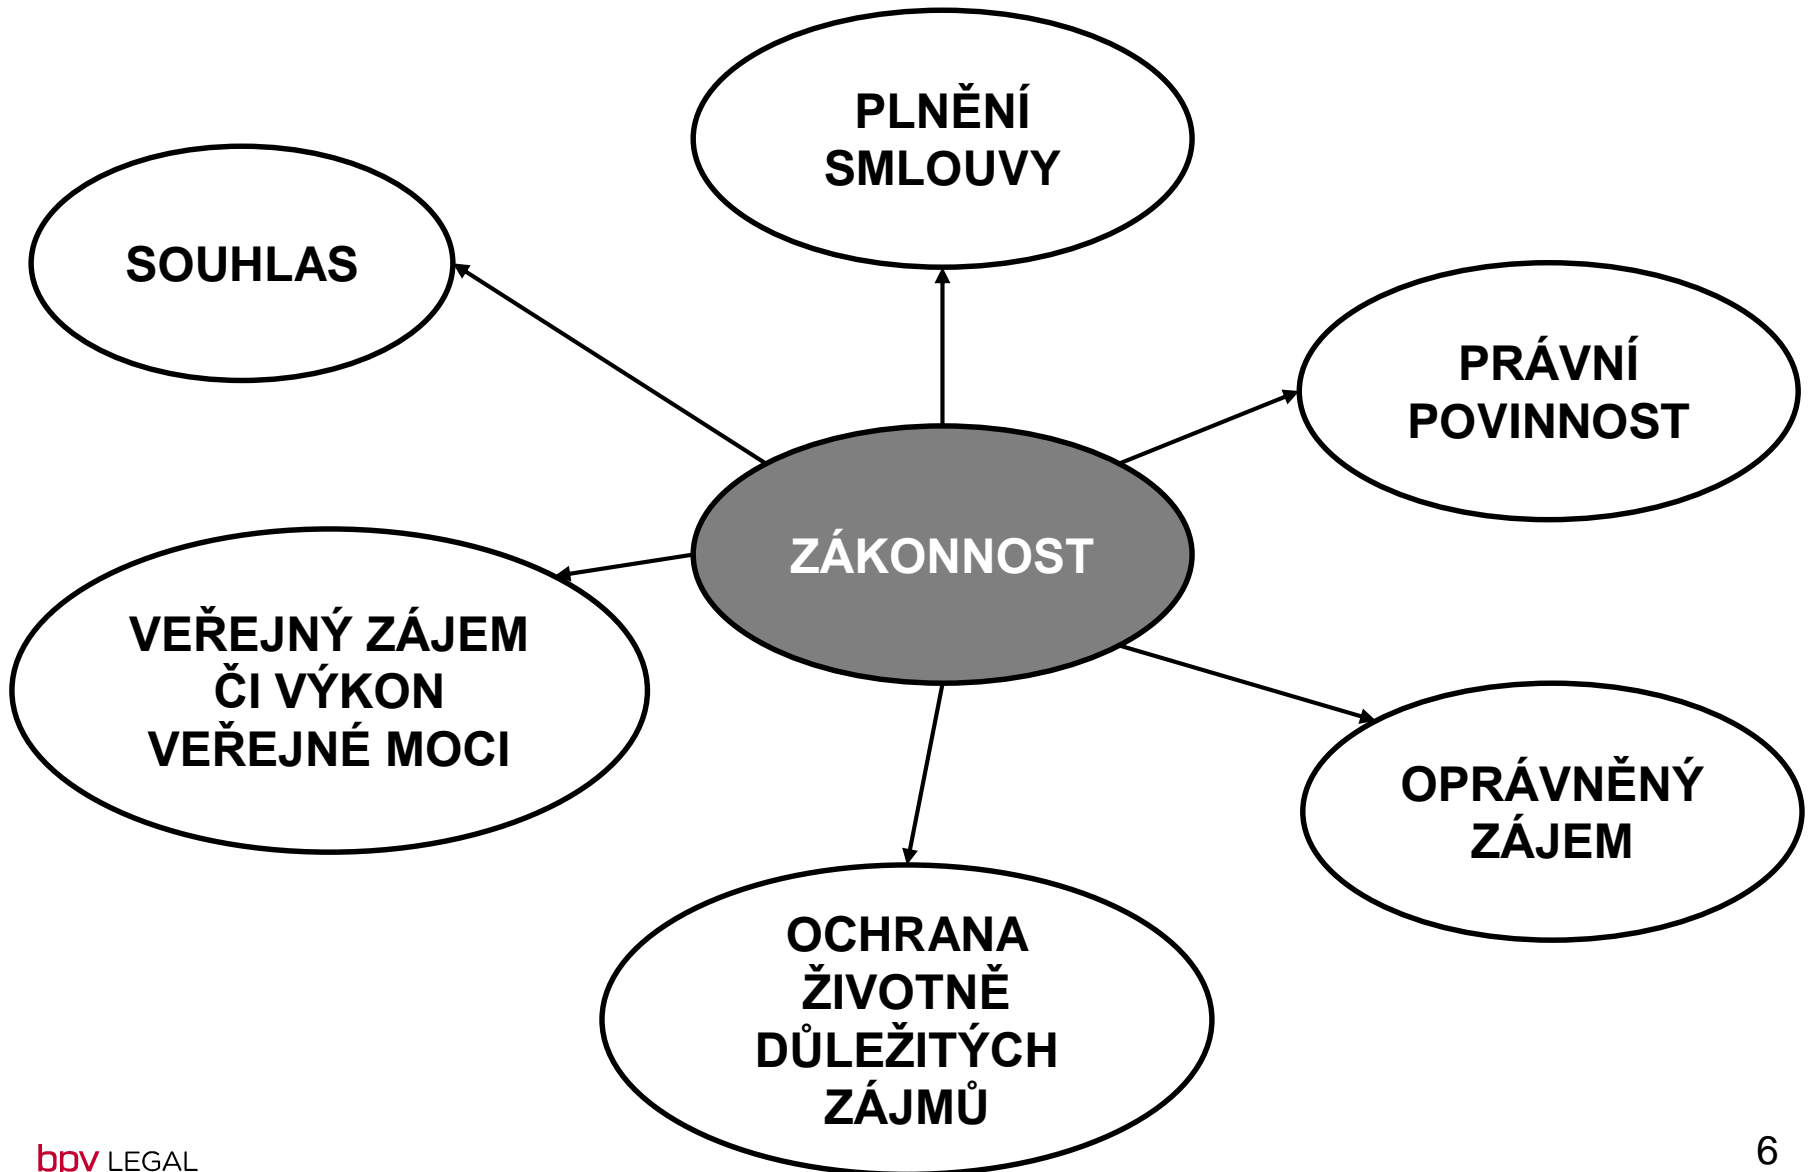 PLNĚNÍ
SMLOUVY
SOUHLAS
PRÁVNÍ
POVINNOST
ZÁKONNOST
VEŘEJNÝ ZÁJEM
ČI VÝKON
VEŘEJNÉ MOCI
OPRÁVNĚNÝ
ZÁJEM
OCHRANA
ŽIVOTNĚ
DŮLEŽITÝCH
ZÁJMŮ
bpv LEGAL
6